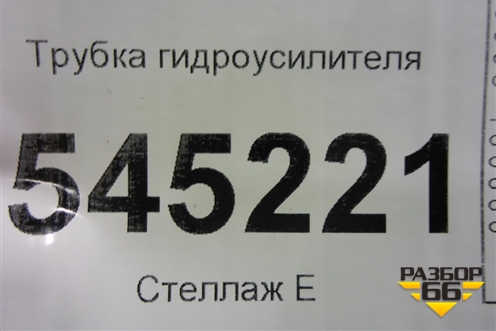 Трубка гидроусилителя
545221
Стеллаж E
РАЗБОР
66